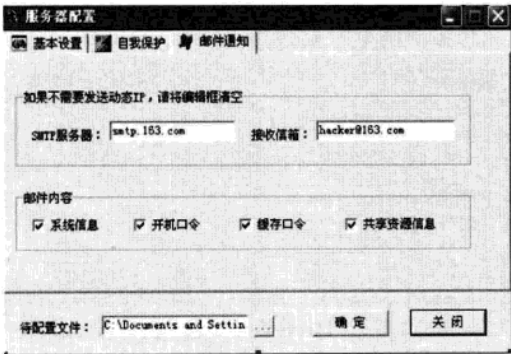 服务器配置
基本设置 自我保护 邮件通知
如果不需要发送动态IP，请将编辑框清空
SMTP服务器： smtp.163.com 接收信箱： hacker@163.com
邮件内容
系统信息 开机口令 缓存口令 共享资源信息
待配置文件： C:\Documents and Settin ... 确定 关闭